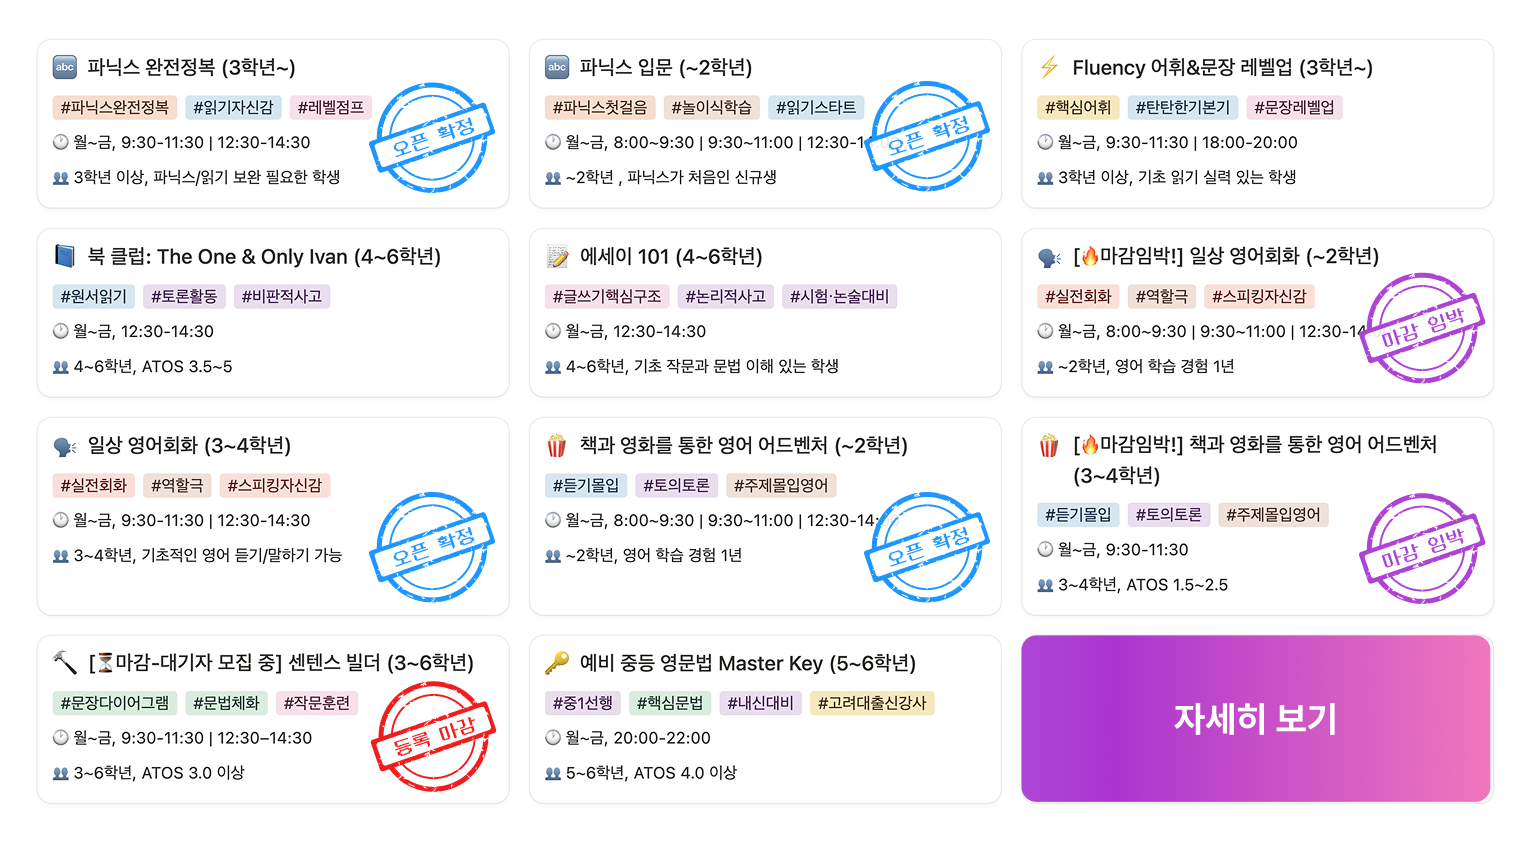 파닉스 완전정복 (3학년~)
#파닉스완전정복 #읽기자신감 #레벨점프
월~금, 9:30-11:30 | 12:30-14:30
3학년 이상, 파닉스/읽기 보완 필요한 학생
오픈 확정
파닉스 입문 (~2학년)
#파닉스첫걸음 #놀이식학습 #읽기스타트
월~금, 8:00~9:30 | 9:30~11:00 | 12:30-1
~2학년 , 파닉스가 처음인 신규생
오픈 확정
Fluency 어휘&문장 레벨업 (3학년~)
#핵심어휘 #탄탄한기본기 #문장레벨업
월~금, 9:30-11:30 | 18:00-20:00
3학년 이상, 기초 읽기 실력 있는 학생
북 클럽: The One & Only Ivan (4~6학년)
#원서읽기 #토론활동 #비판적사고
월~금, 12:30-14:30
4~6학년, ATOS 3.5~5
에세이 101 (4~6학년)
#글쓰기핵심구조 #논리적사고 #시험·논술대비
월~금, 12:30-14:30
4~6학년, 기초 작문과 문법 이해 있는 학생
[🔥마감임박!] 일상 영어회화 (~2학년)
#실전회화 #역할극 #스피킹자신감
월~금, 8:00~9:30 | 9:30~11:00 | 12:30-14
~2학년, 영어 학습 경험 1년
마감 임박
일상 영어회화 (3~4학년)
#실전회화 #역할극 #스피킹자신감
월~금, 9:30-11:30 | 12:30-14:30
3~4학년, 기초적인 영어 듣기/말하기 가능
오픈 확정
책과 영화를 통한 영어 어드벤처 (~2학년)
#듣기몰입 #토의토론 #주제몰입영어
월~금, 8:00~9:30 | 9:30~11:00 | 12:30-14:
~2학년, 영어 학습 경험 1년
오픈 확정
[🔥마감임박!] 책과 영화를 통한 영어 어드벤처
(3~4학년)
#듣기몰입 #토의토론 #주제몰입영어
월~금, 9:30-11:30
3~4학년, ATOS 1.5~2.5
마감 임박
[⏳마감-대기자 모집 중] 센텐스 빌더 (3~6학년)
#문장다이어그램 #문법체화 #작문훈련
월~금, 9:30-11:30 | 12:30–14:30
3~6학년, ATOS 3.0 이상
등록 마감
예비 중등 영문법 Master Key (5~6학년)
#중1선행 #핵심문법 #내신대비 #고려대출신강사
월~금, 20:00-22:00
5~6학년, ATOS 4.0 이상
자세히 보기